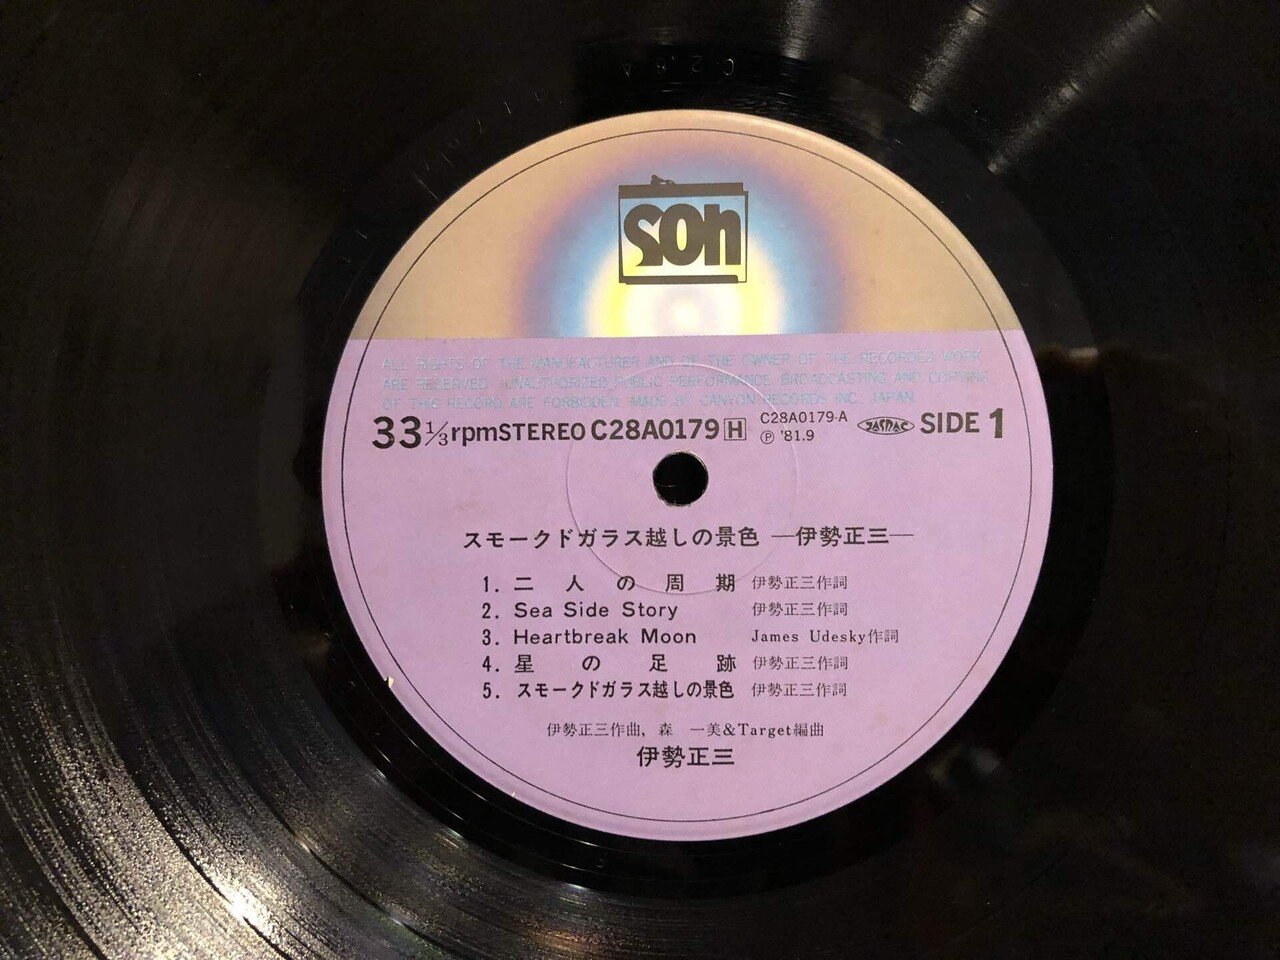 son
ALL RIGHTS OF THE MANUFACTURER AND OF THE OWNER OF THE RECORDED WORK
ARE RESERVED. UNAUTHORIZED PUBLIC PERFORMANCE, BROADCASTING AND COPYING
OF THIS RECORD ARE FORBIDDEN. MADE BY CANYON RECORDS INC. JAPAN
33 1/3 rpm STEREO C28A0179 H C28A0179-A ℗ '81.9 JASRAC SIDE 1
スモークドガラス越しの景色 ―伊勢正三―
1. 二人の周期 伊勢正三作詞
2. Sea Side Story 伊勢正三作詞
3. Heartbreak Moon James Udesky作詞
4. 星の足跡 伊勢正三作詞
5. スモークドガラス越しの景色 伊勢正三作詞
伊勢正三作曲, 森 一美&Target編曲
伊勢正三